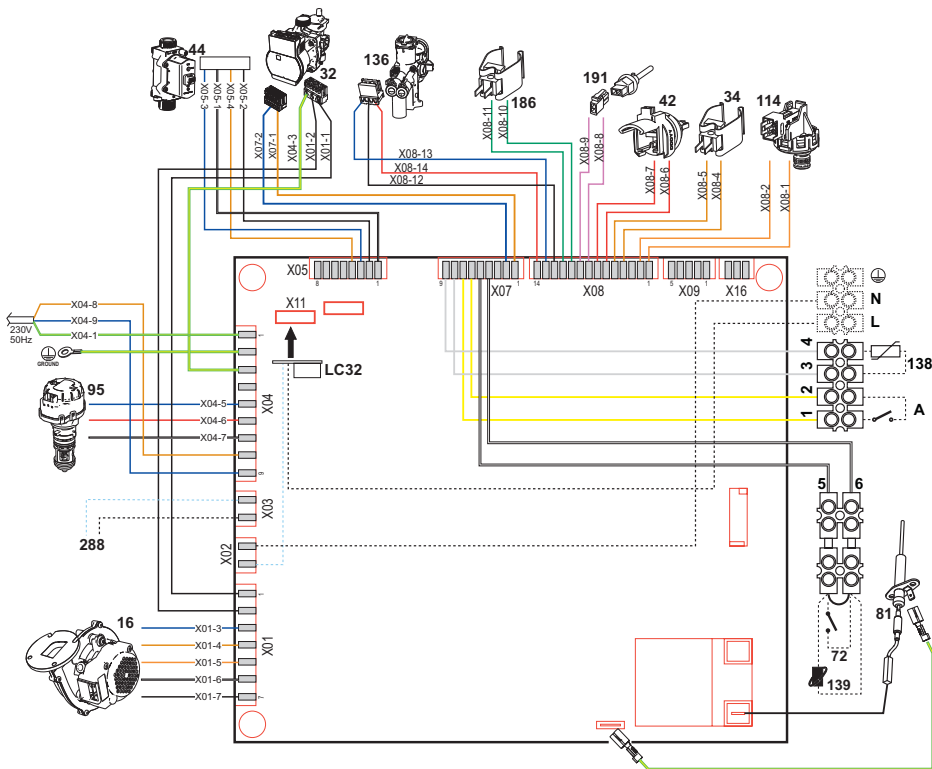 44
32
136
186
191
42
34
114
X05-3
X05-1
X05-4
X05-2
X07-2
X07-1
X04-3
X01-2
X01-1
X08-13
X08-14
X08-12
X08-11
X08-10
X08-9
X08-8
X08-7
X08-6
X08-5
X08-4
X08-2
X08-1
X05
8
1
9
X07
1
14
X08
1
5
X09
1
X16
X11
LC32
N
L
4
3
2
1
138
A
X04-8
X04-9
X04-1
230V
50Hz
GROUND
95
X04-5
X04-6
X04-7
1
X04
9
X03
288
X02
1
X01
7
16
X01-3
X01-4
X01-5
X01-6
X01-7
5
6
72
139
81